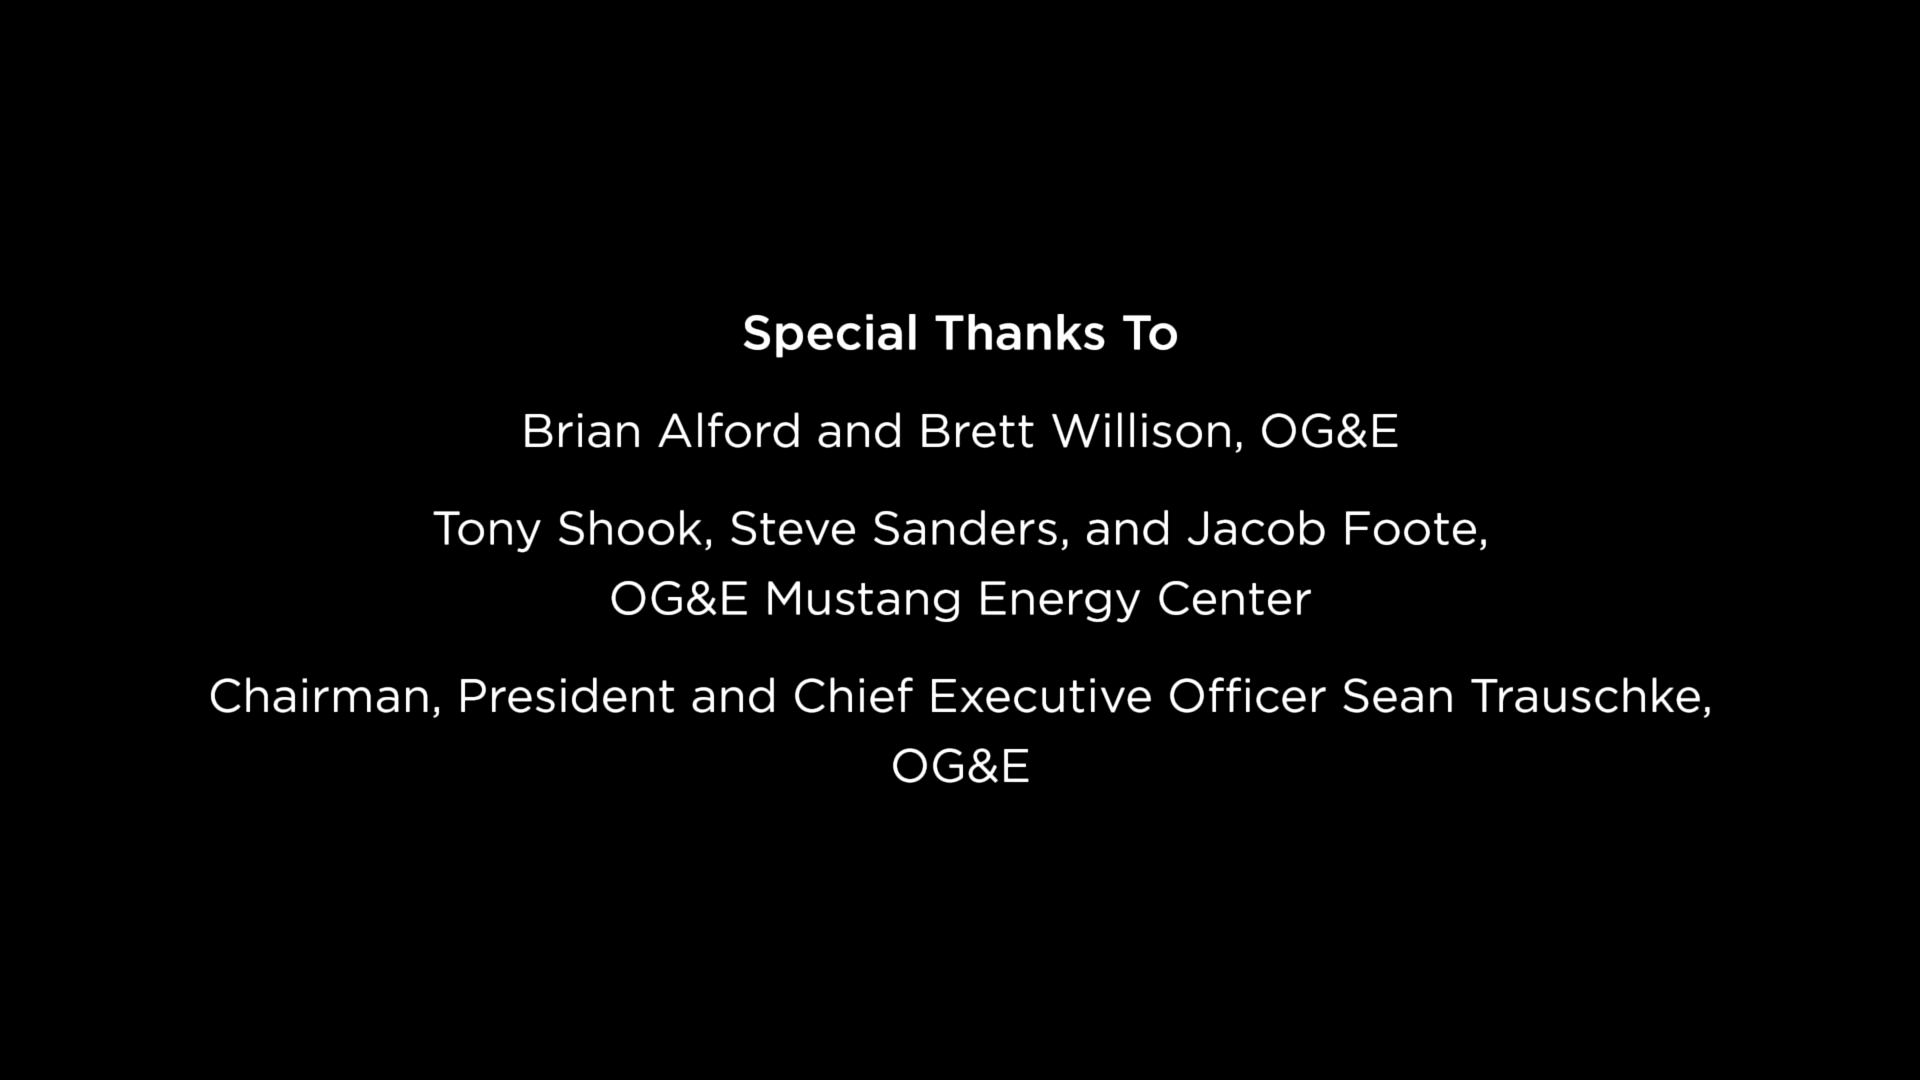 Special Thanks To
Brian Alford and Brett Willison, OG&E
Tony Shook, Steve Sanders, and Jacob Foote,
OG&E Mustang Energy Center
Chairman, President and Chief Executive Officer Sean Trauschke,
OG&E